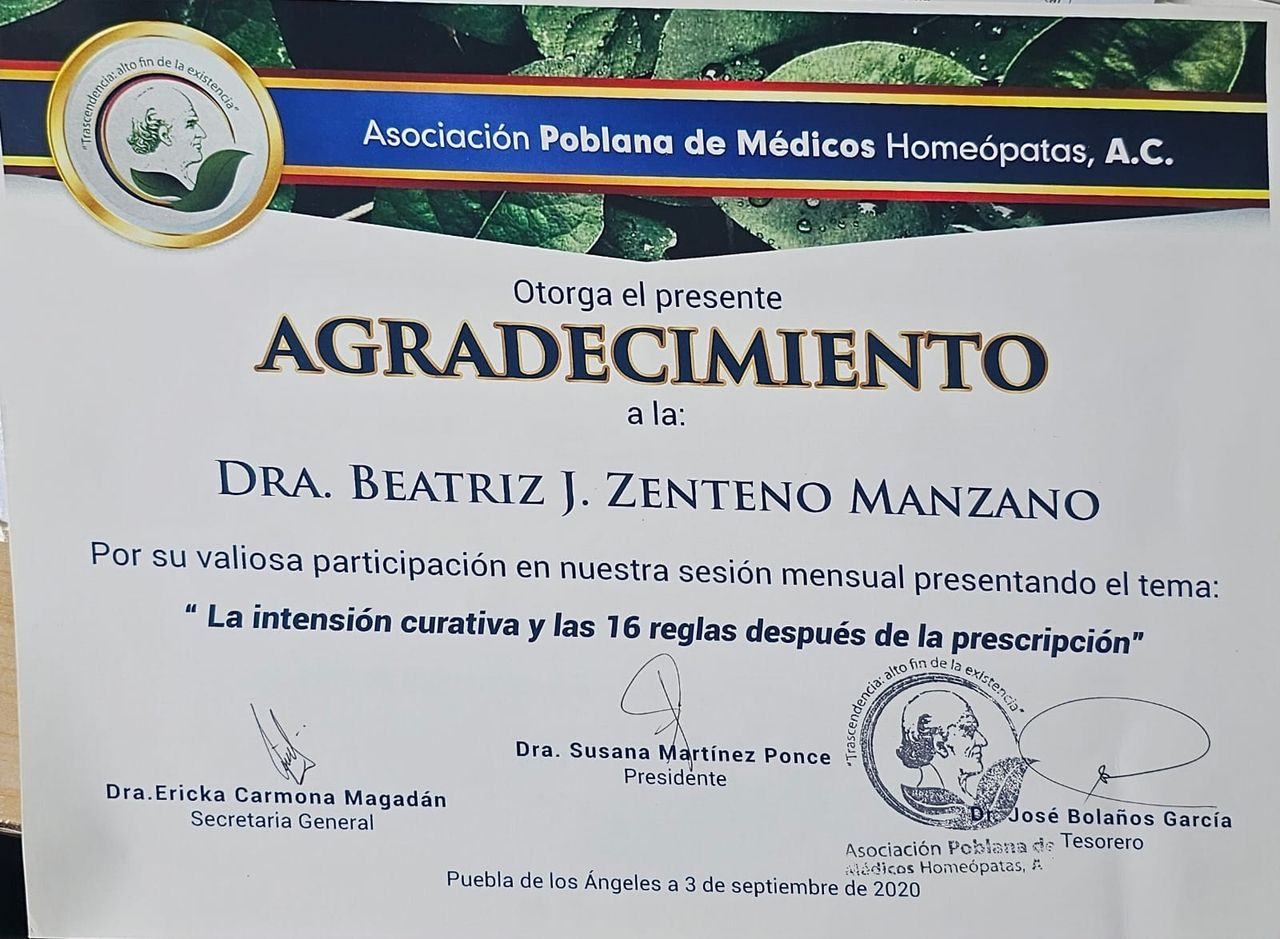 "Trascendencia: alto fin de la existencia"
Asociación Poblana de Médicos Homeópatas, A.C.
Otorga el presente
AGRADECIMIENTO
a la:
DRA. BEATRIZ J. ZENTENO MANZANO
Por su valiosa participación en nuestra sesión mensual presentando el tema:
“ La intensión curativa y las 16 reglas después de la prescripción”
"Trascendencia: alto fin de la existencia"
Dra. Susana Martínez Ponce
Presidente
Dra.Ericka Carmona Magadán
Secretaria General
Dr. José Bolaños García
Tesorero
Asociación Poblana de
Médicos Homeópatas, A
Puebla de los Ángeles a 3 de septiembre de 2020